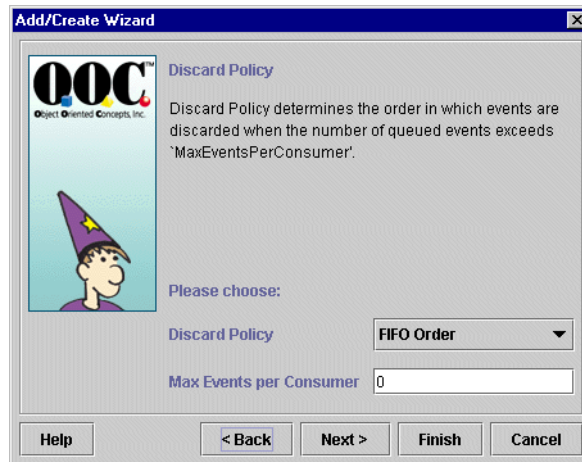 Add/Create Wizard
O.O.C.™
Object Oriented Concepts, Inc.
Discard Policy
Discard Policy determines the order in which events are
discarded when the number of queued events exceeds
`MaxEventsPerConsumer'.
Please choose:
Discard Policy FIFO Order
Max Events per Consumer 0
Help < Back Next > Finish Cancel